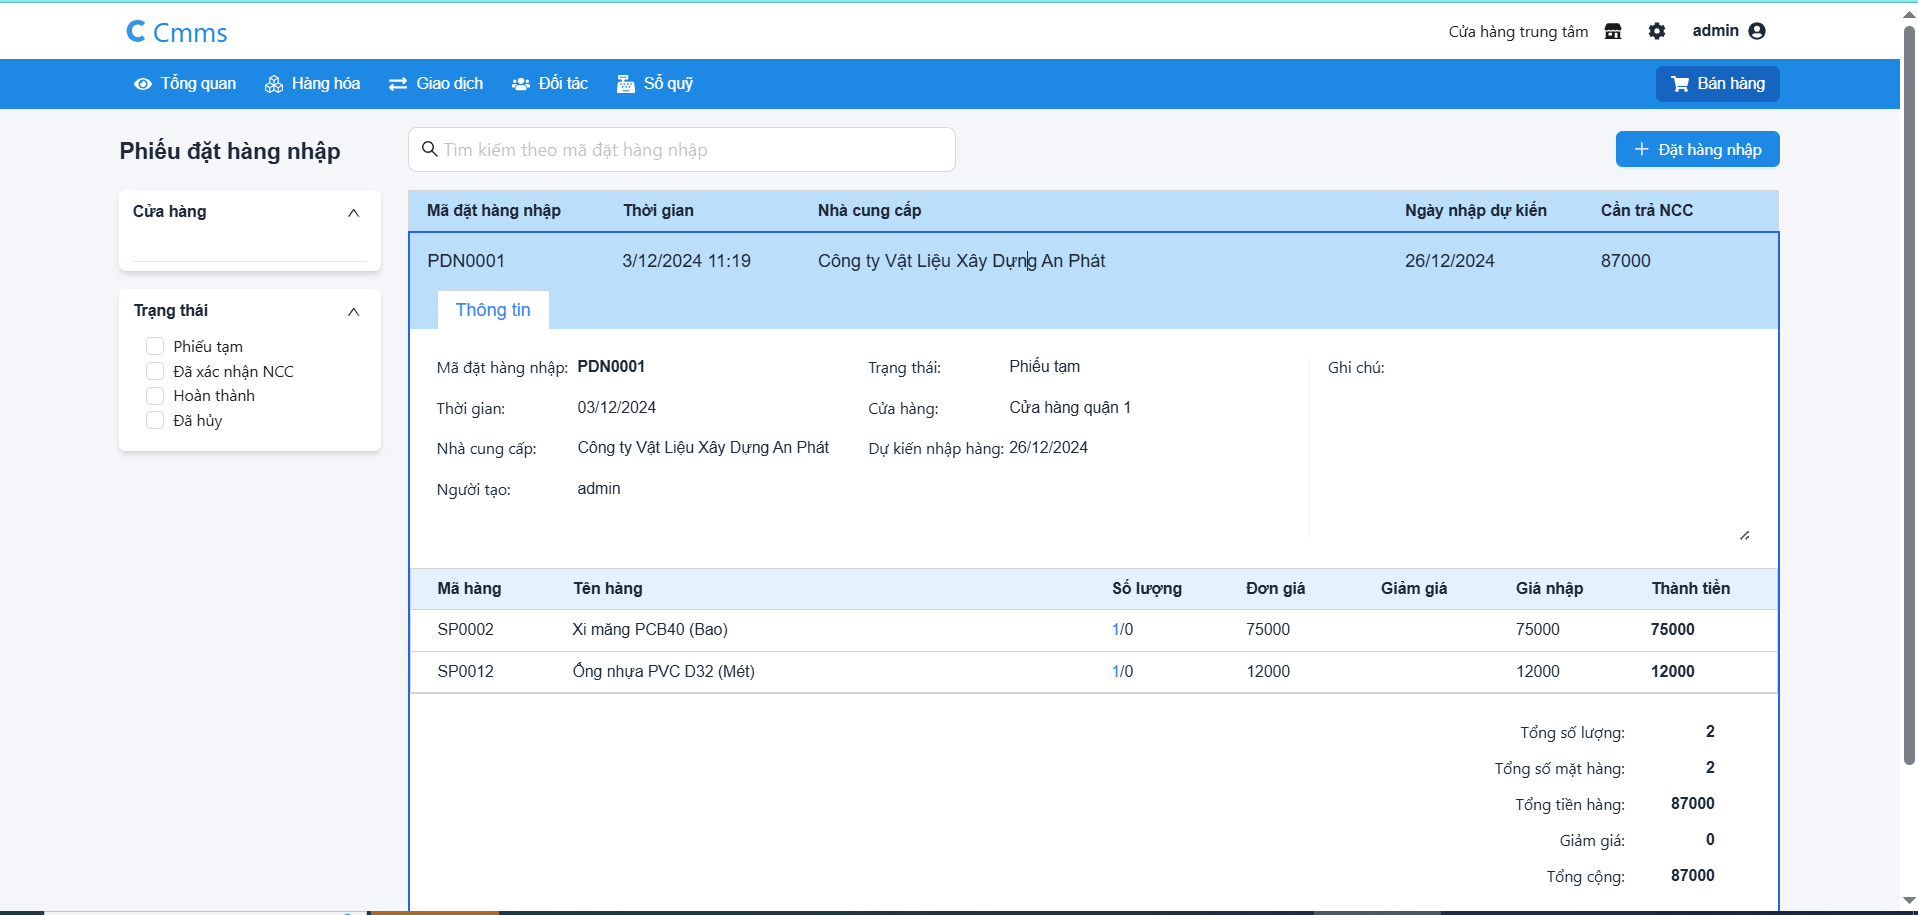 C Cmms
Cửa hàng trung tâm
admin
Tổng quan
Hàng hóa
Giao dịch
Đối tác
Sổ quỹ
Bán hàng
Phiếu đặt hàng nhập
Tìm kiếm theo mã đặt hàng nhập
+ Đặt hàng nhập
Cửa hàng
Trạng thái
Phiếu tạm
Đã xác nhận NCC
Hoàn thành
Đã hủy
Mã đặt hàng nhập Thời gian Nhà cung cấp Ngày nhập dự kiến Cần trả NCC
PDN0001 3/12/2024 11:19 Công ty Vật Liệu Xây Dựng An Phát 26/12/2024 87000
Thông tin
Mã đặt hàng nhập: PDN0001 Trạng thái: Phiếu tạm Ghi chú:
Thời gian: 03/12/2024 Cửa hàng: Cửa hàng quận 1
Nhà cung cấp: Công ty Vật Liệu Xây Dựng An Phát Dự kiến nhập hàng: 26/12/2024
Người tạo: admin
Mã hàng Tên hàng Số lượng Đơn giá Giảm giá Giá nhập Thành tiền
SP0002 Xi măng PCB40 (Bao) 1/0 75000 75000 75000
SP0012 Ống nhựa PVC D32 (Mét) 1/0 12000 12000 12000
Tổng số lượng: 2
Tổng số mặt hàng: 2
Tổng tiền hàng: 87000
Giảm giá: 0
Tổng cộng: 87000